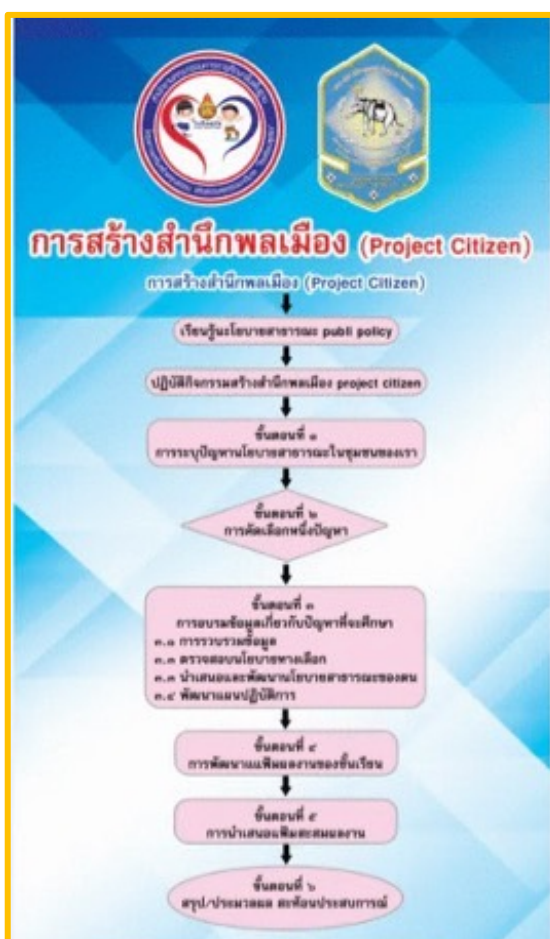 การสร้างสำนึกพลเมือง (Project Citizen)
การสร้างสำนึกพลเมือง (Project Citizen)
เรียนรู้นะโยบายสาธารณะ publi policy
ปฏิบัติกิจกรรมสร้างสำนึกพลเมือง project citizen
ขั้นตอนที่ ๑
การระบุปัญหานโยบายสาธารณะในชุมชนของเรา
ขั้นตอนที่ ๒
การคัดเลือกหนึ่งปัญหา
ขั้นตอนที่ ๓
การอบรมข้อมูลเกี่ยวกับปัญหาที่จะศึกษา
๓.๑ การรวบรวมข้อมูล
๓.๓ ตรวจสอบนโยบายทางเลือก
๓.๓ นำเสนอและพัฒนานโยบายสาธารณะของตน
๓.๔ พัฒนาแผนปฏิบัติการ
ขั้นตอนที่ ๔
การพัฒนาแฟ้มผลงานของชั้นเรียน
ขั้นตอนที่ ๕
การนำเสนอแฟ้มสะสมผลงาน
ขั้นตอนที่ ๖
สรุป/ประมวลผล สะท้อนประสบการณ์